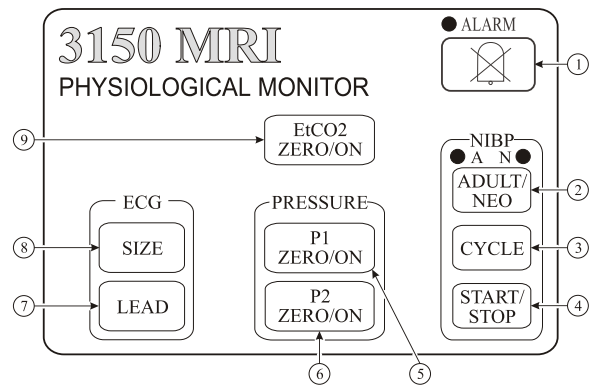 3150 MRI
PHYSIOLOGICAL MONITOR
ALARM
1
9
EtCO2
ZERO/ON
NIBP
A N
ADULT/
NEO
2
ECG
PRESSURE
8
SIZE
P1
ZERO/ON
CYCLE
3
7
LEAD
P2
ZERO/ON
START/
STOP
4
6
5